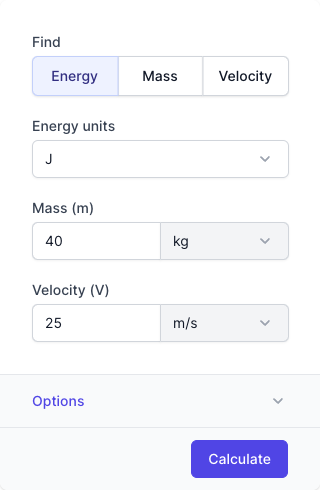 Find
Energy Mass Velocity
Energy units
J
Mass (m)
40 kg
Velocity (V)
25 m/s
Options
Calculate